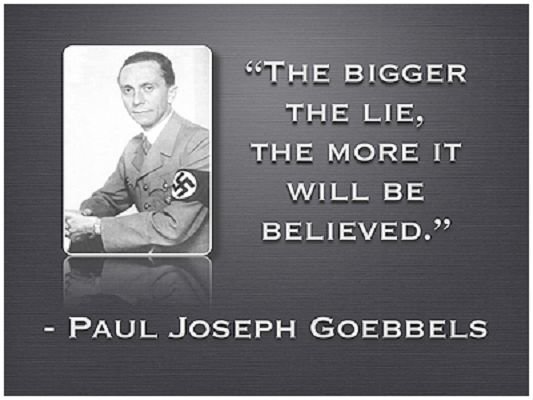 “The bigger
the lie,
the more it
will be
believed.”
- Paul Joseph Goebbels